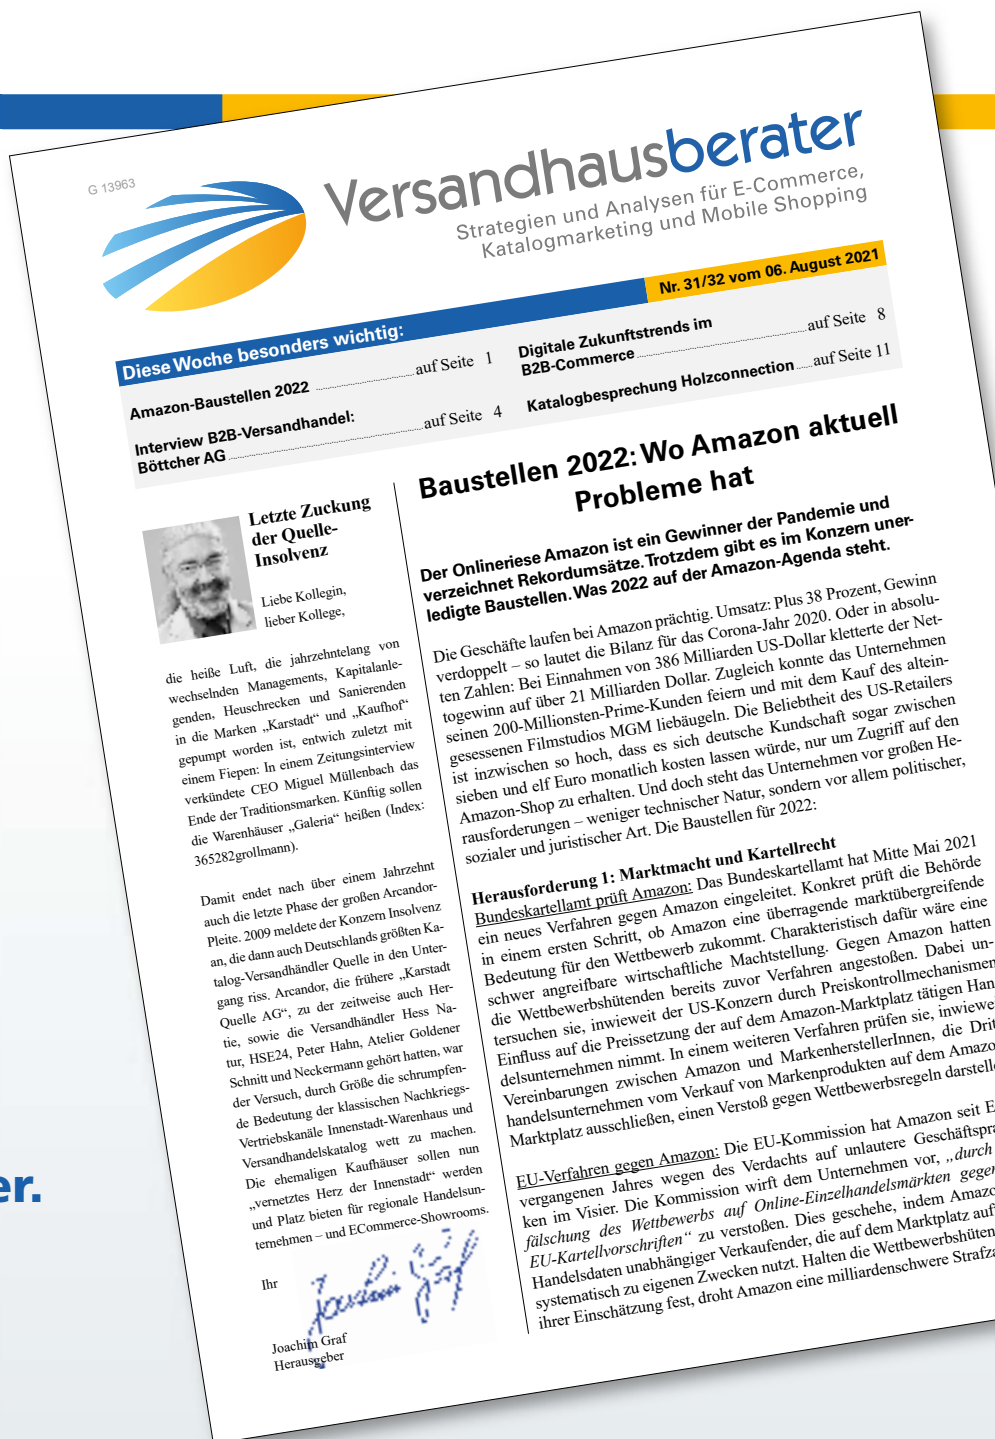 G 13963
Versandhausberater
Strategien und Analysen für E-Commerce,
Katalogmarketing und Mobile Shopping
Nr. 31/32 vom 06. August 2021
Diese Woche besonders wichtig:
Amazon-Baustellen 2022 ........ auf Seite 1
Interview B2B-Versandhandel:
Böttcher AG ........ auf Seite 4
Digitale Zukunftstrends im
B2B-Commerce ........ auf Seite 8
Katalogbesprechung Holzconnection ..... auf Seite 11
Letzte Zuckung
der Quelle-
Insolvenz
Liebe Kollegin,
lieber Kollege,
die heiße Luft, die jahrzehntelang von
wechselnden Managements, Kapitalanle-
genden, Heuschrecken und Sanierenden
in die Marken „Karstadt“ und „Kaufhof“
gepumpt worden ist, entwich zuletzt mit
einem Fiepen: In einem Zeitungsinterview
verkündete CEO Miguel Müllenbach das
Ende der Traditionsmarken. Künftig sollen
die Warenhäuser „Galeria“ heißen (Index:
365282grollmann).
Damit endet nach über einem Jahrzehnt
auch die letzte Phase der großen Arcandor-
Pleite. 2009 meldete der Konzern Insolvenz
an, die dann auch Deutschlands größten Ka-
talog-Versandhändler Quelle in den Unter-
gang riss. Arcandor, die frühere „Karstadt
Quelle AG“, zu der zeitweise auch Her-
tie, sowie die Versandhändler Hess Na-
tur, HSE24, Peter Hahn, Atelier Goldener
Schnitt und Neckermann gehört hatten, war
der Versuch, durch Größe die schrumpfen-
de Bedeutung der klassischen Nachkriegs-
Vertriebskanäle Innenstadt-Warenhaus und
Versandhandelskatalog wett zu machen.
Die ehemaligen Kaufhäuser sollen nun
„vernetztes Herz der Innenstadt“ werden
und Platz bieten für regionale Handelsun-
ternehmen – und ECommerce-Showrooms.
Ihr
Joachim Graf
Joachim Graf
Herausgeber
Baustellen 2022: Wo Amazon aktuell
Probleme hat
Der Onlineriese Amazon ist ein Gewinner der Pandemie und
verzeichnet Rekordumsätze. Trotzdem gibt es im Konzern uner-
ledigte Baustellen. Was 2022 auf der Amazon-Agenda steht.
Die Geschäfte laufen bei Amazon prächtig. Umsatz: Plus 38 Prozent, Gewinn
verdoppelt – so lautet die Bilanz für das Corona-Jahr 2020. Oder in absolu-
ten Zahlen: Bei Einnahmen von 386 Milliarden US-Dollar kletterte der Net-
togewinn auf über 21 Milliarden Dollar. Zugleich konnte das Unternehmen
seinen 200-Millionsten-Prime-Kunden feiern und mit dem Kauf des altein-
gesessenen Filmstudios MGM liebäugeln. Die Beliebtheit des US-Retailers
ist inzwischen so hoch, dass es sich deutsche Kundschaft sogar zwischen
sieben und elf Euro monatlich kosten lassen würde, nur um Zugriff auf den
Amazon-Shop zu erhalten. Und doch steht das Unternehmen vor großen He-
rausforderungen – weniger technischer Natur, sondern vor allem politischer,
sozialer und juristischer Art. Die Baustellen für 2022:
Herausforderung 1: Marktmacht und Kartellrecht
Bundeskartellamt prüft Amazon: Das Bundeskartellamt hat Mitte Mai 2021
ein neues Verfahren gegen Amazon eingeleitet. Konkret prüft die Behörde
in einem ersten Schritt, ob Amazon eine überragende marktübergreifende
Bedeutung für den Wettbewerb zukommt. Charakteristisch dafür wäre eine
schwer angreifbare wirtschaftliche Machtstellung. Gegen Amazon hatten
die Wettbewerbshütenden bereits zuvor Verfahren angestoßen. Dabei un-
tersuchen sie, inwieweit der US-Konzern durch Preiskontrollmechanismen
Einfluss auf die Preissetzung der auf dem Amazon-Marktplatz tätigen Han
delsunternehmen nimmt. In einem weiteren Verfahren prüfen sie, inwiewe
Vereinbarungen zwischen Amazon und MarkenherstellerInnen, die Drit
handelsunternehmen vom Verkauf von Markenprodukten auf dem Amazo
Marktplatz ausschließen, einen Verstoß gegen Wettbewerbsregeln darstelle
EU-Verfahren gegen Amazon: Die EU-Kommission hat Amazon seit E
vergangenen Jahres wegen des Verdachts auf unlautere Geschäftspra
ken im Visier. Die Kommission wirft dem Unternehmen vor, „durch
fälschung des Wettbewerbs auf Online-Einzelhandelsmärkten gegen
EU-Kartellvorschriften“ zu verstoßen. Dies geschehe, indem Amazo
Handelsdaten unabhängiger Verkaufender, die auf dem Marktplatz auf
systematisch zu eigenen Zwecken nutzt. Halten die Wettbewerbshüten
ihrer Einschätzung fest, droht Amazon eine milliardenschwere Strafza
er.